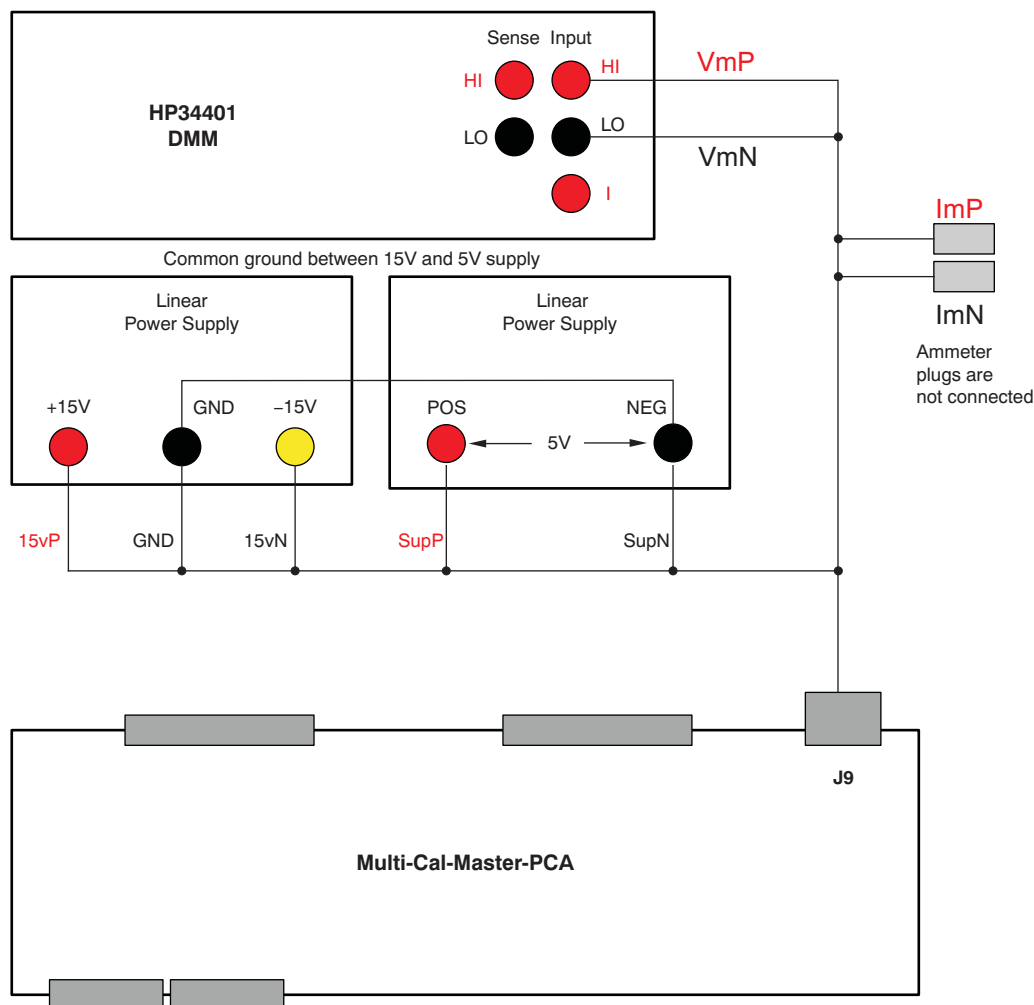 Sense Input
HI
HI
VmP
HP34401
DMM
LO
LO
VmN
I
ImP
Common ground between 15V and 5V supply
Linear
Power Supply
Linear
Power Supply
ImN
Ammeter
plugs are
not connected
+15V
GND
–15V
POS
NEG
5V
15vP
GND
15vN
SupP
SupN
J9
Multi-Cal-Master-PCA